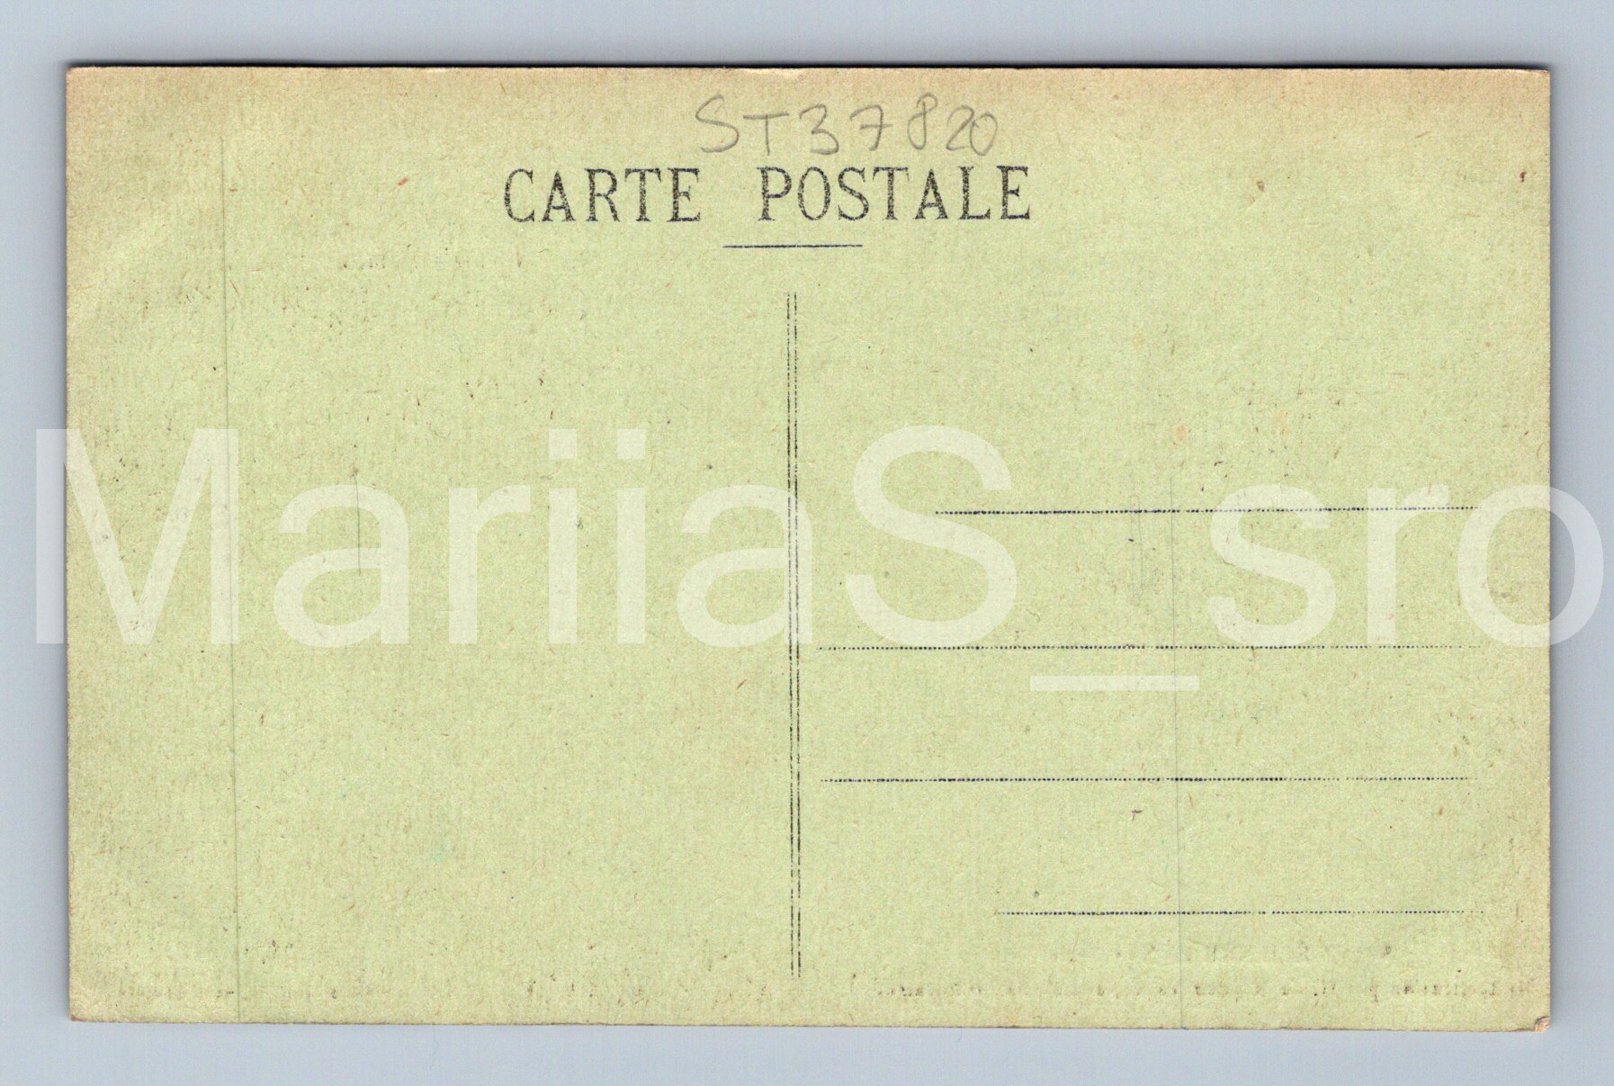 ST37820
CARTE POSTALE
MariiaS_sro